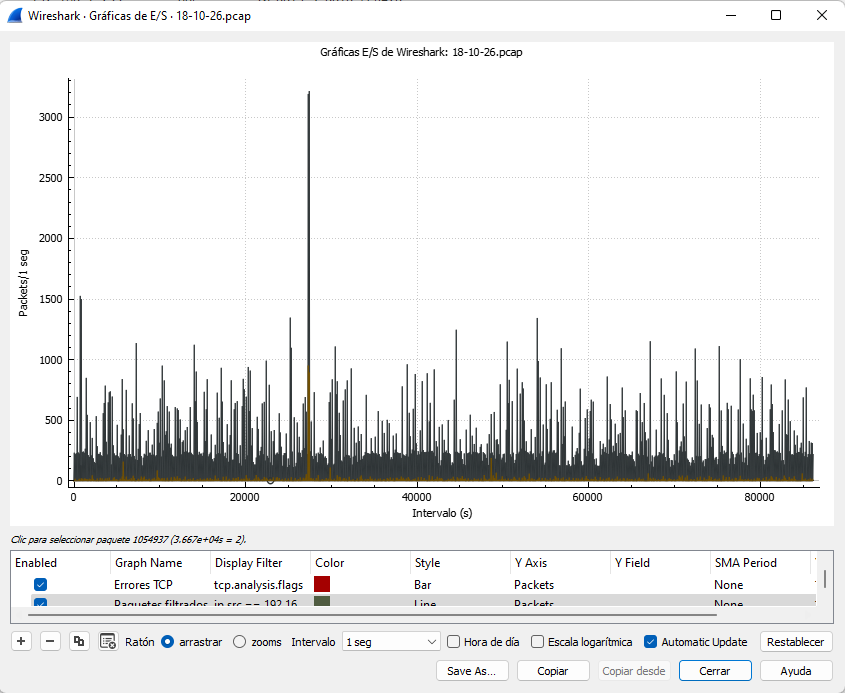 Wireshark · Gráficas de E/S · 18-10-26.pcap
Gráficas E/S de Wireshark: 18-10-26.pcap
Packets/1 seg
3000
2500
2000
1500
1000
500
0
0 20000 40000 60000 80000
Intervalo (s)
Clic para seleccionar paquete 1054937 (3.667e+04s = 2).
Enabled Graph Name Display Filter Color Style Y Axis Y Field SMA Period
Errores TCP tcp.analysis.flags Bar Packets None
Paquetes filtrados ip.src == 192.16 Line Packets None
+ − Ratón arrastrar zooms Intervalo 1 seg Hora de día Escala logarítmica Automatic Update Restablecer
Save As... Copiar Copiar desde Cerrar Ayuda